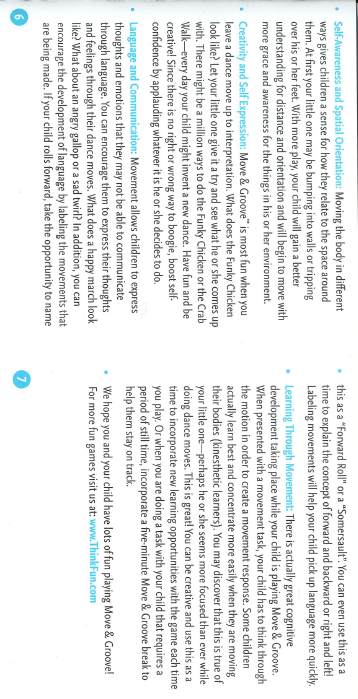 • Self-Awareness and Spatial Orientation: Moving the body in different
ways gives children a sense for how they relate to the space around
them. At first your little one may be bumping into walls or tripping
over his or her feet. With more play your child will gain a better
understanding for distance and orientation and will begin to move with
more grace and awareness for the things in his or her environment.
• Creativity and Self Expression: Move & Groove™ is most fun when you
leave a dance move up to interpretation. What does the Funky Chicken
look like? Let your little one give it a try and see what he or she comes up
with. There might be a million ways to do the Funky Chicken or the Crab
Walk—every day your child might invent a new dance. Have fun and be
creative! Since there is no right or wrong way to boogie, boost self-
confidence by applauding whatever it is he or she decides to do.
• Language and Communication: Movement allows children to express
thoughts and emotions that they may not be able to communicate
through language. You can encourage them to express their thoughts
and feelings through their dance moves. What does a happy march look
like? What about an angry gallop or a sad twirl? In addition, you can
encourage the development of language by labeling the movements that
are being made. If your child rolls forward, take the opportunity to name
6
this as a "Forward Roll" or a "Somersault." You can even use this as a
time to explain the concept of forward and backward or right and left!
Labeling movements will help your child pick up language more quickly.
• Learning Through Movement: There is actually great cognitive
development taking place while your child is playing Move & Groove.
When presented with a movement task, your child has to think through
the motion in order to create a movement response. Some children
actually learn best and concentrate more easily when they are moving
their bodies (kinesthetic learners). You may discover that this is true of
your little one—perhaps he or she seems more focused than ever while
doing dance moves. This is great! You can be creative and use this as a
time to incorporate new learning opportunities with the game each time
you play. Or when you are doing a task with your child that requires a
period of still time, incorporate a five-minute Move & Groove break to
help them stay on track.
• We hope you and your child have lots of fun playing Move & Groove!
For more fun games visit us at: www.ThinkFun.com
7